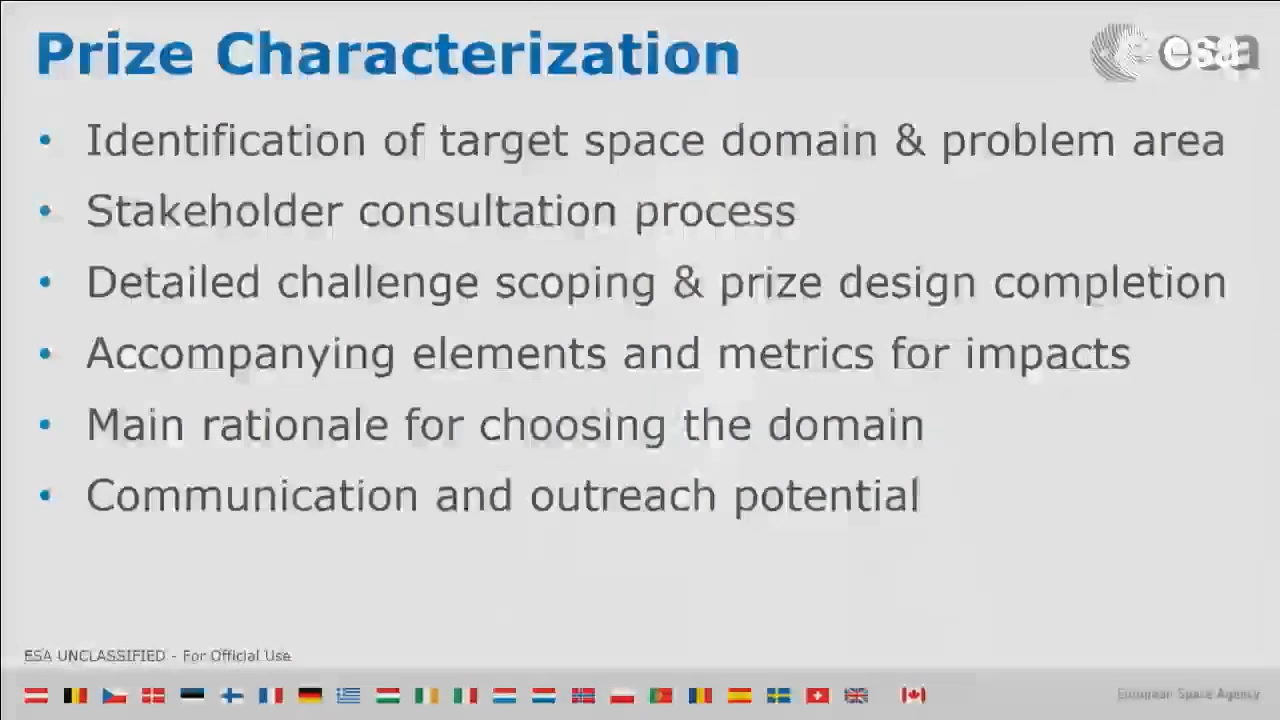 Prize Characterization
esa
• Identification of target space domain & problem area
• Stakeholder consultation process
• Detailed challenge scoping & prize design completion
• Accompanying elements and metrics for impacts
• Main rationale for choosing the domain
• Communication and outreach potential
ESA UNCLASSIFIED - For Official Use
European Space Agency